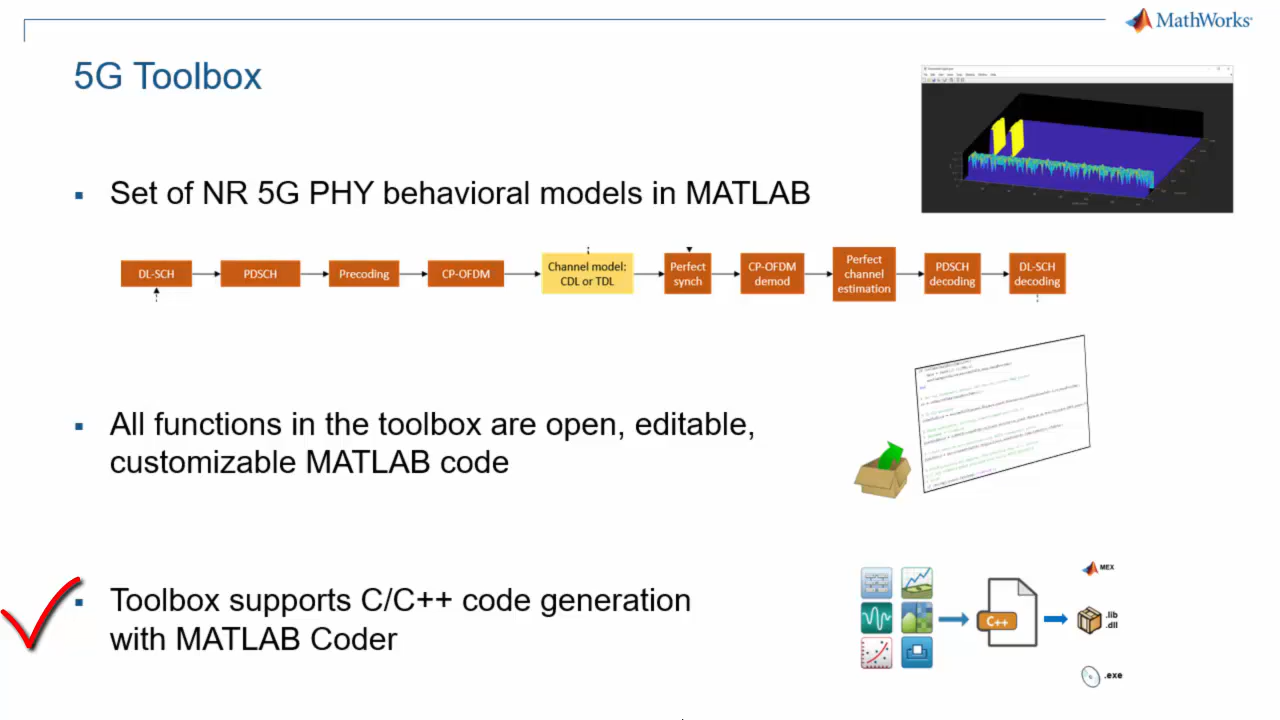 MathWorks®
5G Toolbox
▪ Set of NR 5G PHY behavioral models in MATLAB
DL-SCH
PDSCH
Precoding
CP-OFDM
Channel model:
CDL or TDL
Perfect
synch
CP-OFDM
demod
Perfect
channel
estimation
PDSCH
decoding
DL-SCH
decoding
▪ All functions in the toolbox are open, editable,
customizable MATLAB code
▪ Toolbox supports C/C++ code generation
with MATLAB Coder
C++
MEX
.lib
.dll
.exe